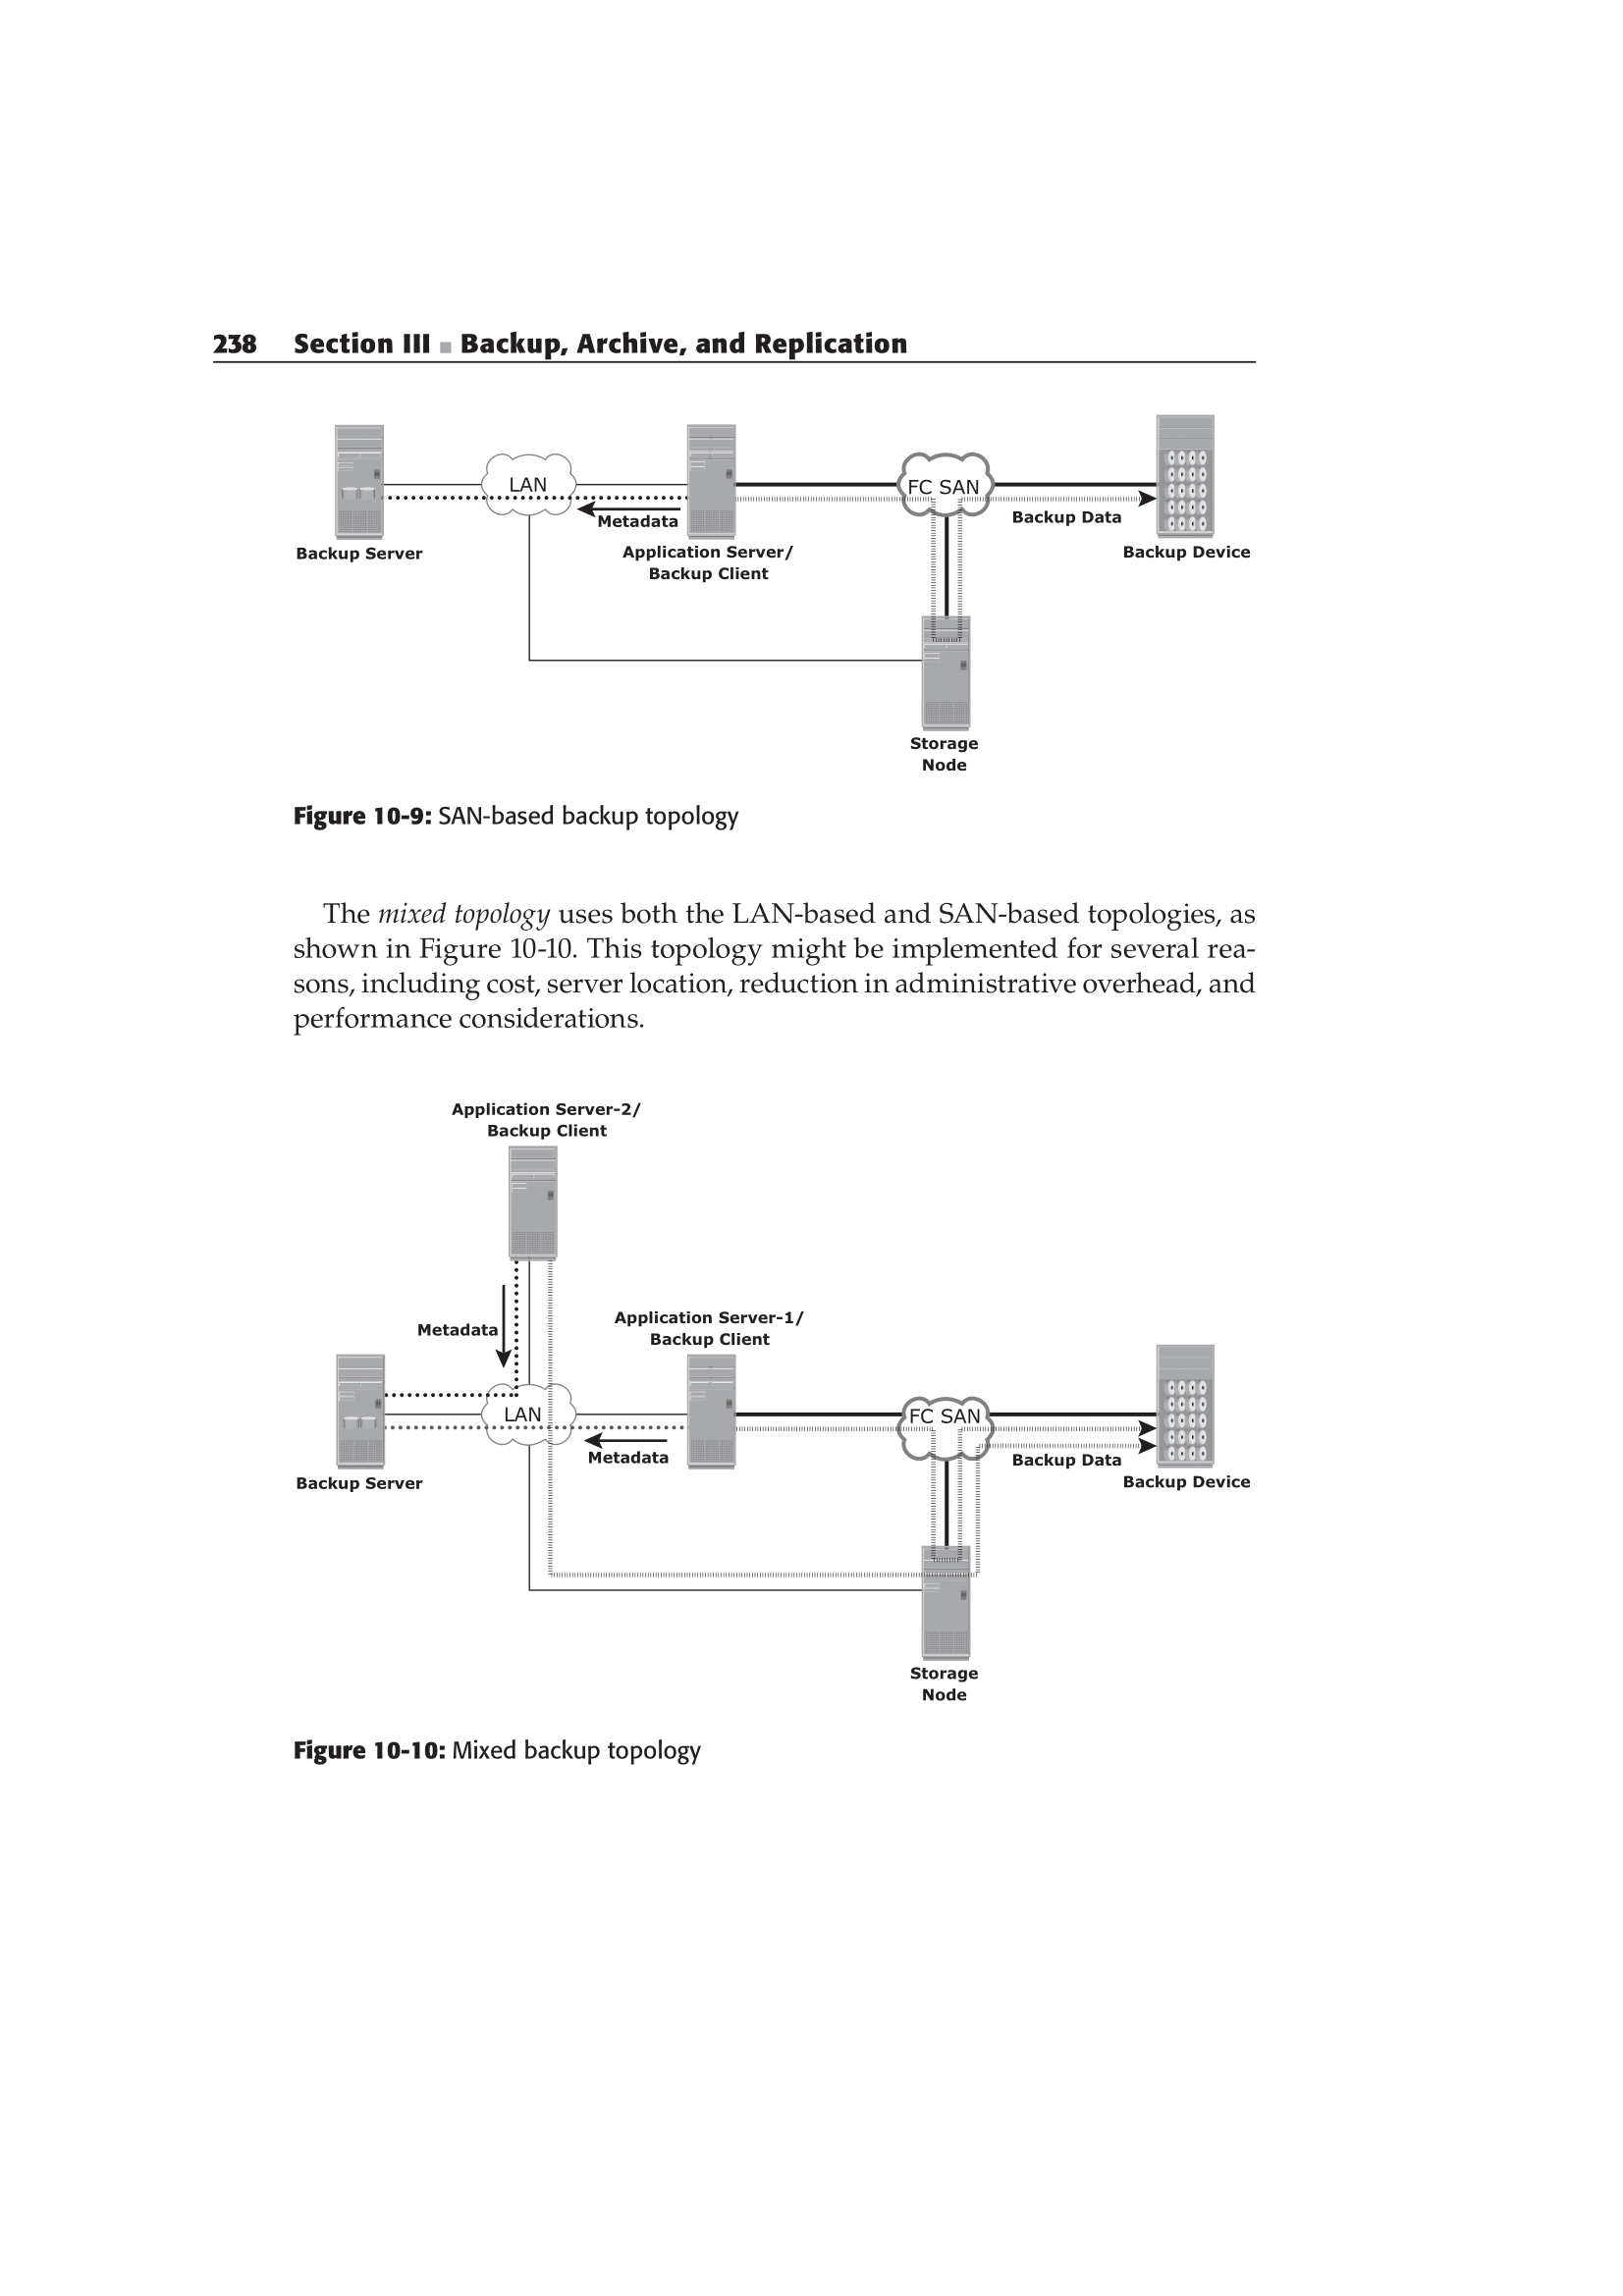 238 Section III ■ Backup, Archive, and Replication
LAN
FC SAN
Metadata
Backup Data
Backup Server
Application Server/
Backup Client
Backup Device
Storage
Node
Figure 10-9: SAN-based backup topology
The mixed topology uses both the LAN-based and SAN-based topologies, as
shown in Figure 10-10. This topology might be implemented for several rea-
sons, including cost, server location, reduction in administrative overhead, and
performance considerations.
Application Server-2/
Backup Client
Metadata
Application Server-1/
Backup Client
LAN
FC SAN
Metadata
Backup Data
Backup Server
Backup Device
Storage
Node
Figure 10-10: Mixed backup topology